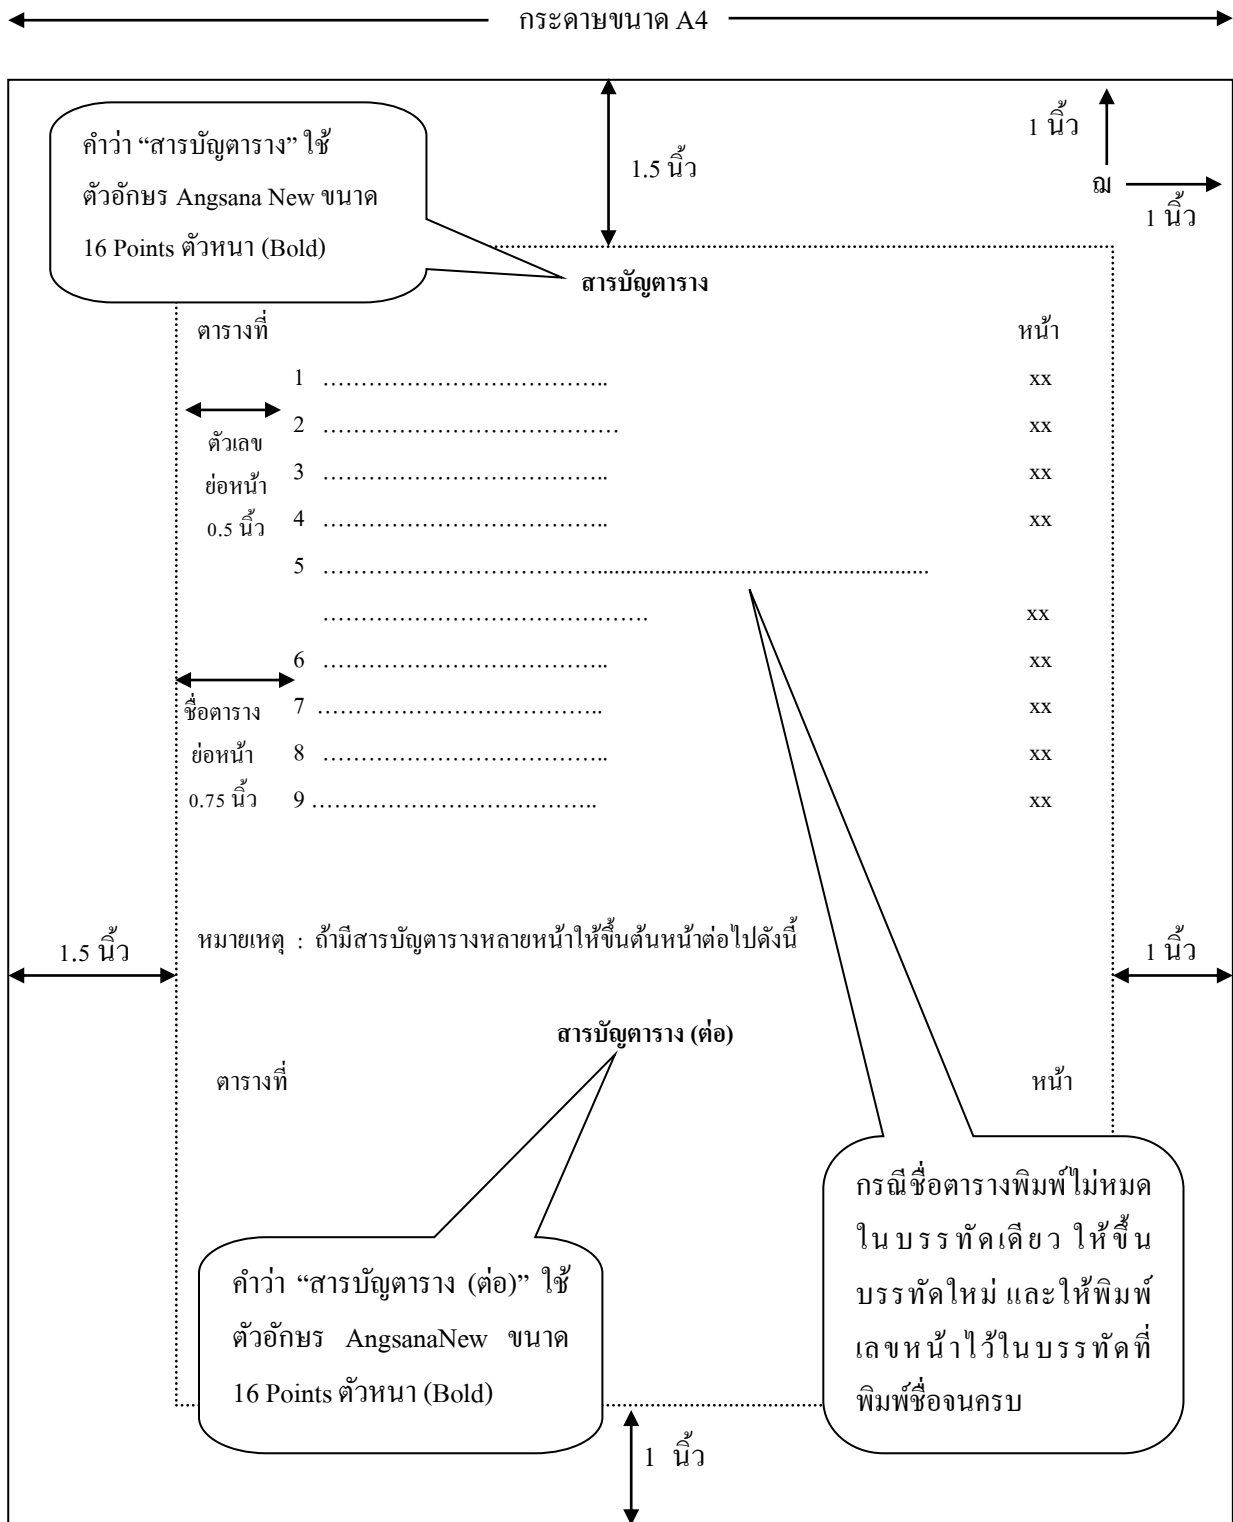 กระดาษขนาด A4
คำว่า “สารบัญตาราง” ใช้
ตัวอักษร Angsana New ขนาด
16 Points ตัวหนา (Bold)
1.5 นิ้ว
1 นิ้ว
ฌ
1 นิ้ว
สารบัญตาราง
ตารางที่ หน้า
1 ……………………………….. xx
2 ………………………………… xx
3 ……………………………….. xx
4 ……………………………….. xx
5 ………………………………......................................................................
……………………………………. xx
6 ……………………………….. xx
7 ……………………………….. xx
8 ……………………………….. xx
9 ……………………………….. xx
ตัวเลข
ย่อหน้า
0.5 นิ้ว
ชื่อตาราง
ย่อหน้า
0.75 นิ้ว
1.5 นิ้ว
หมายเหตุ : ถ้ามีสารบัญตารางหลายหน้าให้ขึ้นต้นหน้าต่อไปดังนี้
1 นิ้ว
สารบัญตาราง (ต่อ)
ตารางที่ หน้า
คำว่า “สารบัญตาราง (ต่อ)” ใช้
ตัวอักษร AngsanaNew ขนาด
16 Points ตัวหนา (Bold)
กรณีชื่อตารางพิมพ์ไม่หมด
ในบรรทัดเดียว ให้ขึ้น
บรรทัดใหม่ และให้พิมพ์
เลขหน้าไว้ในบรรทัดที่
พิมพ์ชื่อจนครบ
1 นิ้ว